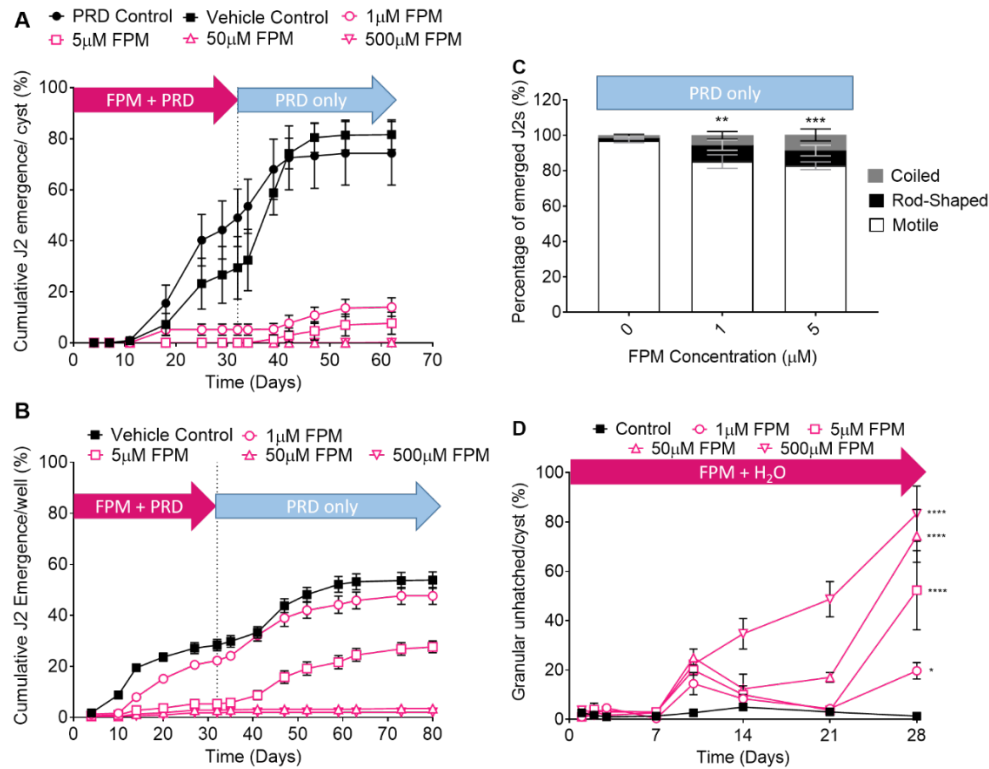 A
PRD Control Vehicle Control 1μM FPM
5μM FPM 50μM FPM 500μM FPM
FPM + PRD PRD only
Cumulative J2 emergence/ cyst (%)
100
80
60
40
20
0
0 10 20 30 40 50 60 70
Time (Days)
C
PRD only
Percentage of emerged J2s (%)
120
100
80
60
40
20
0
** ***
Coiled
Rod-Shaped
Motile
0 1 5
FPM Concentration (μM)
B
Vehicle Control 1μM FPM
5μM FPM 50μM FPM 500μM FPM
FPM + PRD PRD only
Cumulative J2 Emergence/well (%)
100
80
60
40
20
0
0 10 20 30 40 50 60 70 80
Time (Days)
D
Control 1μM FPM 5μM FPM
50μM FPM 500μM FPM
FPM + H₂O
Granular unhatched/cyst (%)
100
80
60
40
20
0
****
****
****
*
0 7 14 21 28
Time (Days)